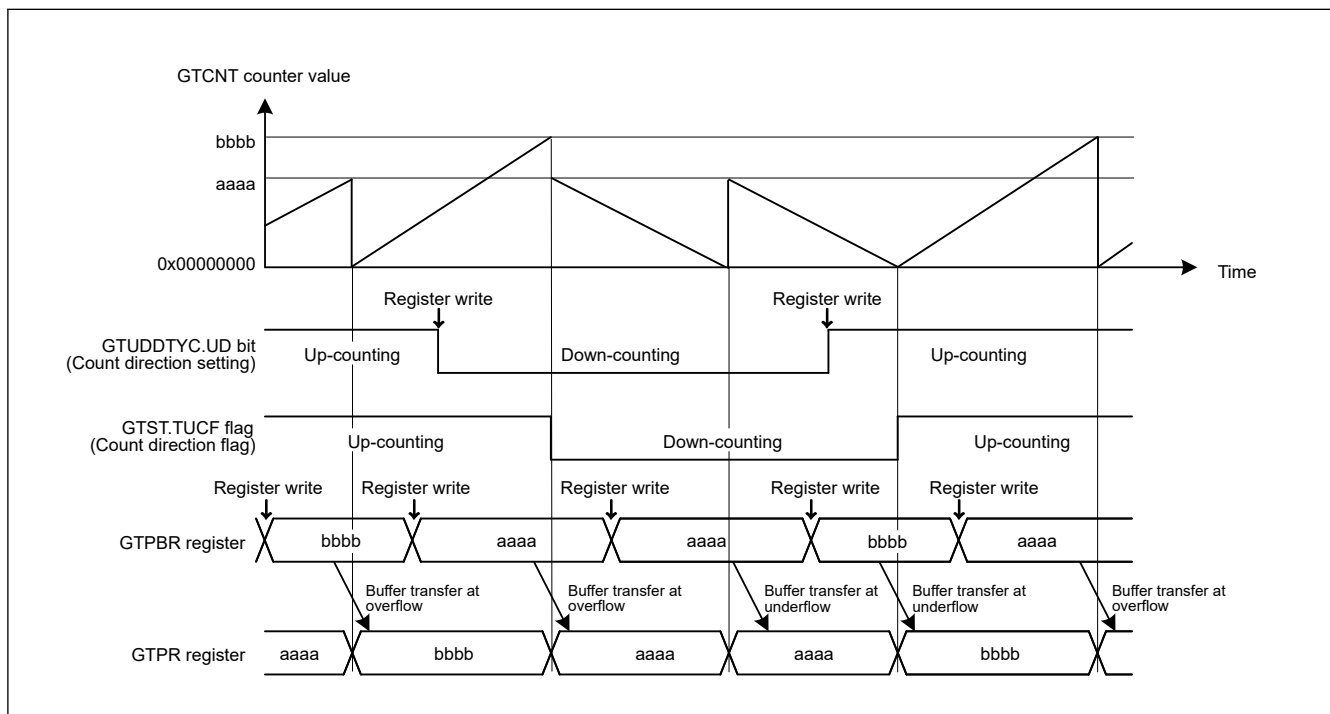 GTCNT counter value
bbbb
aaaa
0x00000000
Time
Register write Register write
GTUDDTYC.UD bit
(Count direction setting)
Up-counting Down-counting Up-counting
GTST.TUCF flag
(Count direction flag)
Up-counting Down-counting Up-counting
Register write Register write Register write Register write Register write
GTPBR register bbbb aaaa aaaa bbbb aaaa
Buffer transfer at
overflow
Buffer transfer at
overflow
Buffer transfer at
underflow
Buffer transfer at
underflow
Buffer transfer at
overflow
GTPR register aaaa bbbb aaaa aaaa bbbb